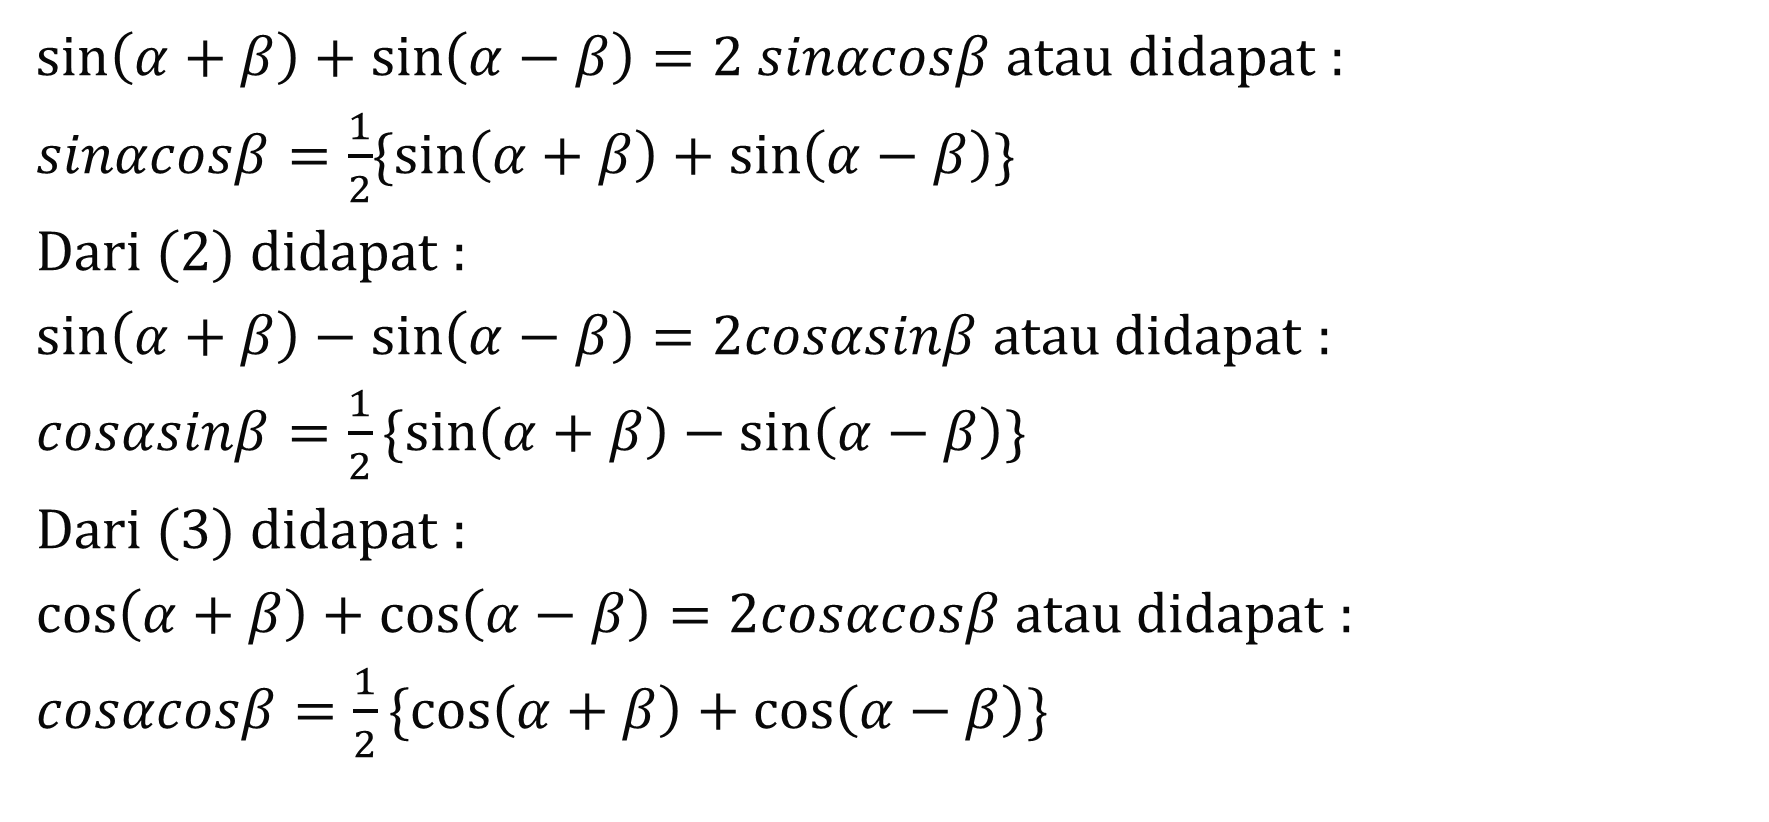 sin(α + β) + sin(α − β) = 2 sinαcosβ atau didapat :
sinαcosβ = 1/2{sin(α + β) + sin(α − β)}
Dari (2) didapat :
sin(α + β) − sin(α − β) = 2cosαsinβ atau didapat :
cosαsinβ = 1/2 {sin(α + β) − sin(α − β)}
Dari (3) didapat :
cos(α + β) + cos(α − β) = 2cosαcosβ atau didapat :
cosαcosβ = 1/2 {cos(α + β) + cos(α − β)}